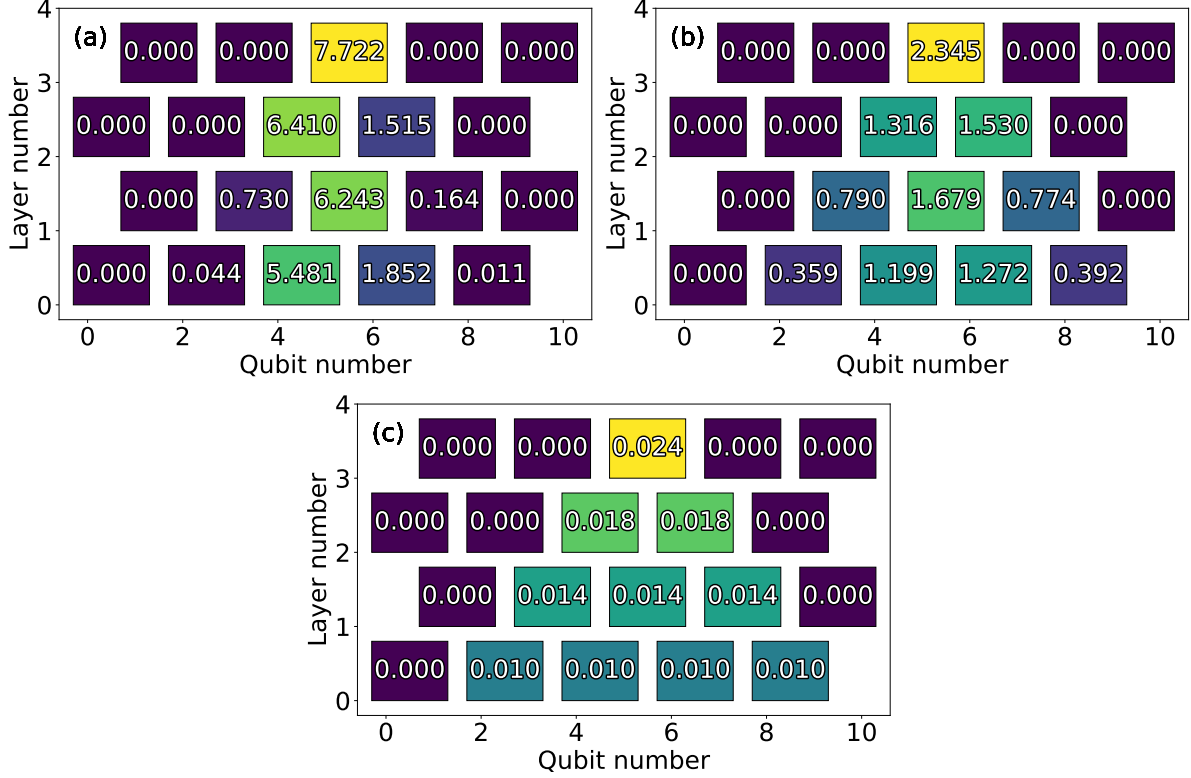 (a)
4
0.000 0.000 7.722 0.000 0.000
3
0.000 0.000 6.410 1.515 0.000
2
0.000 0.730 6.243 0.164 0.000
1
0.000 0.044 5.481 1.852 0.011
0
0 2 4 6 8 10
Qubit number
Layer number
(b)
0.000 0.000 2.345 0.000 0.000
0.000 0.000 1.316 1.530 0.000
0.000 0.790 1.679 0.774 0.000
0.000 0.359 1.199 1.272 0.392
4
3
2
1
0
0 2 4 6 8 10
Qubit number
Layer number
(c)
4
0.000 0.000 0.024 0.000 0.000
3
0.000 0.000 0.018 0.018 0.000
2
0.000 0.014 0.014 0.014 0.000
1
0.000 0.010 0.010 0.010 0.010
0
0 2 4 6 8 10
Qubit number
Layer number